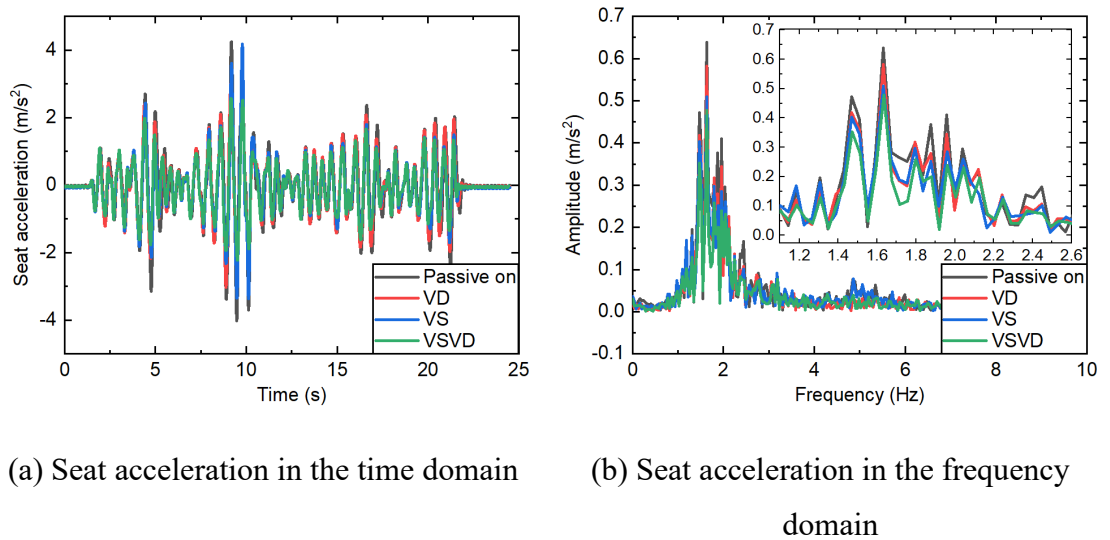 4
2
0
-2
-4
Seat acceleration (m/s²)
0
5
10
15
20
25
Time (s)
Passive on
VD
VS
VSVD
0.7
0.6
0.5
0.4
0.3
0.2
0.1
0.0
-0.1
Amplitude (m/s²)
0.7
0.6
0.5
0.4
0.3
0.2
0.1
0.0
1.2
1.4
1.6
1.8
2.0
2.2
2.4
2.6
Passive on
VD
VS
VSVD
0
2
4
6
8
10
Frequency (Hz)
(a) Seat acceleration in the time domain
(b) Seat acceleration in the frequency
domain